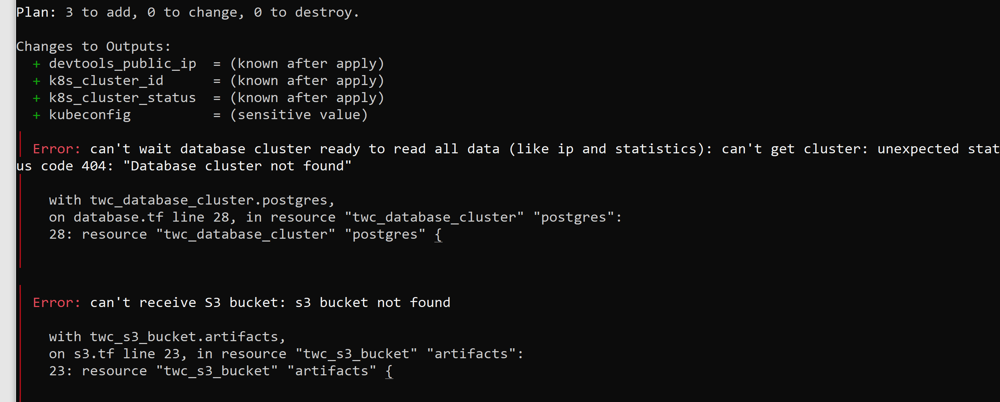 Plan: 3 to add, 0 to change, 0 to destroy.
Changes to Outputs:
  + devtools_public_ip  = (known after apply)
  + k8s_cluster_id      = (known after apply)
  + k8s_cluster_status  = (known after apply)
  + kubeconfig          = (sensitive value)
  Error: can't wait database cluster ready to read all data (like ip and statistics): can't get cluster: unexpected stat
us code 404: "Database cluster not found"
    with twc_database_cluster.postgres,
    on database.tf line 28, in resource "twc_database_cluster" "postgres":
    28: resource "twc_database_cluster" "postgres" {
  Error: can't receive S3 bucket: s3 bucket not found
    with twc_s3_bucket.artifacts,
    on s3.tf line 23, in resource "twc_s3_bucket" "artifacts":
    23: resource "twc_s3_bucket" "artifacts" {